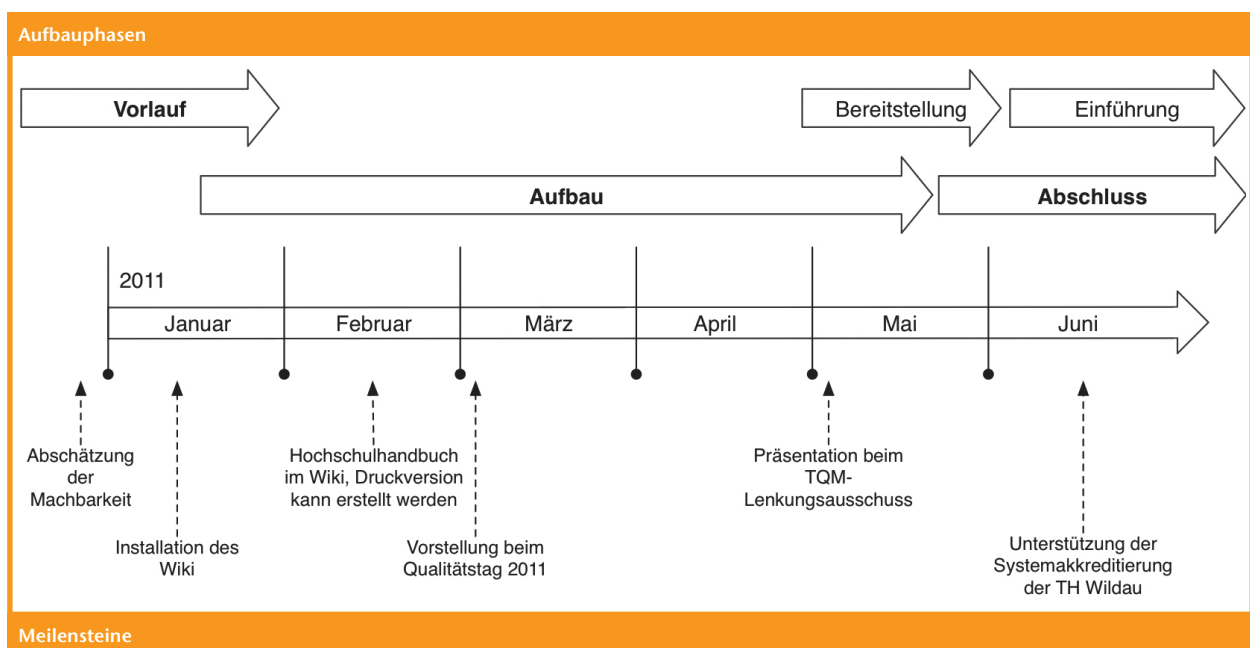 Aufbauphasen
Vorlauf
Bereitstellung
Einführung
Aufbau
Abschluss
2011
Januar
Februar
März
April
Mai
Juni
Abschätzung
der
Machbarkeit
Installation des
Wiki
Hochschulhandbuch
im Wiki, Druckversion
kann erstellt werden
Vorstellung beim
Qualitätstag 2011
Präsentation beim
TQM-
Lenkungsausschuss
Unterstützung der
Systemakkreditierung
der TH Wildau
Meilensteine